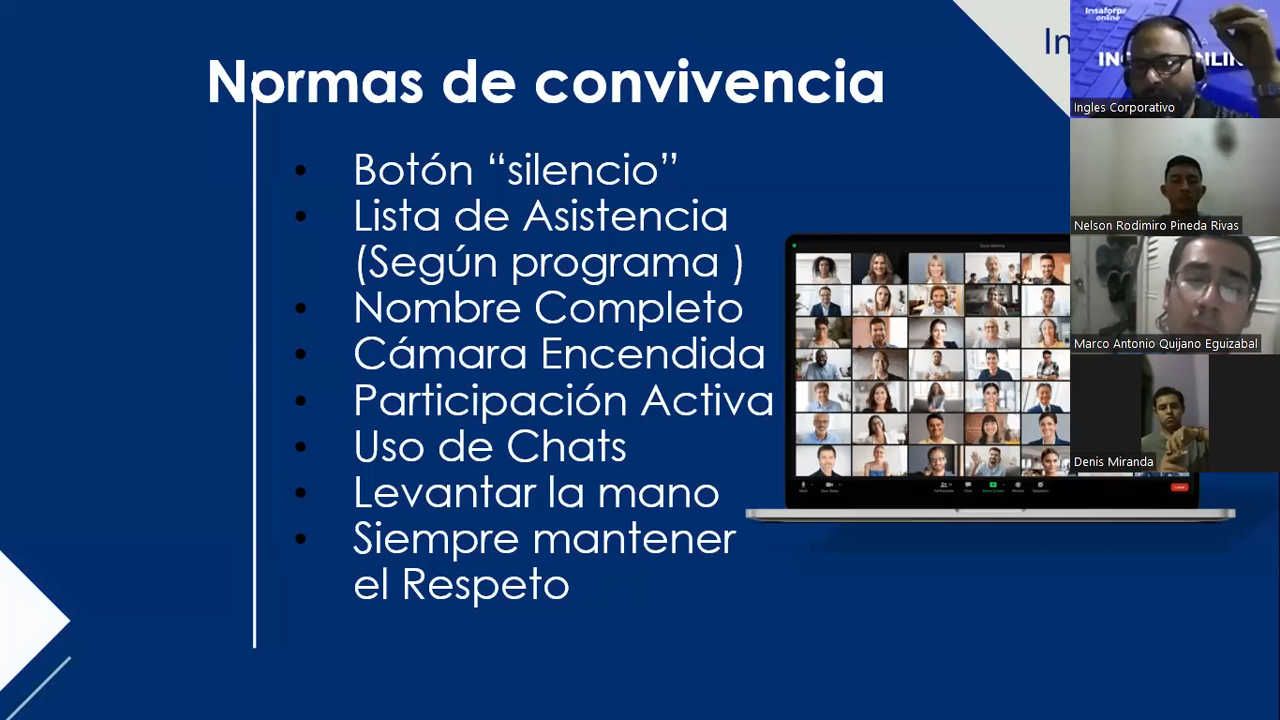 Normas de convivencia
Botón “silencio”
Lista de Asistencia
(Según programa )
Nombre Completo
Cámara Encendida
Participación Activa
Uso de Chats
Levantar la mano
Siempre mantener
el Respeto
Ingles Corporativo
Nelson Rodimiro Pineda Rivas
Marco Antonio Quijano Eguizabal
Denis Miranda